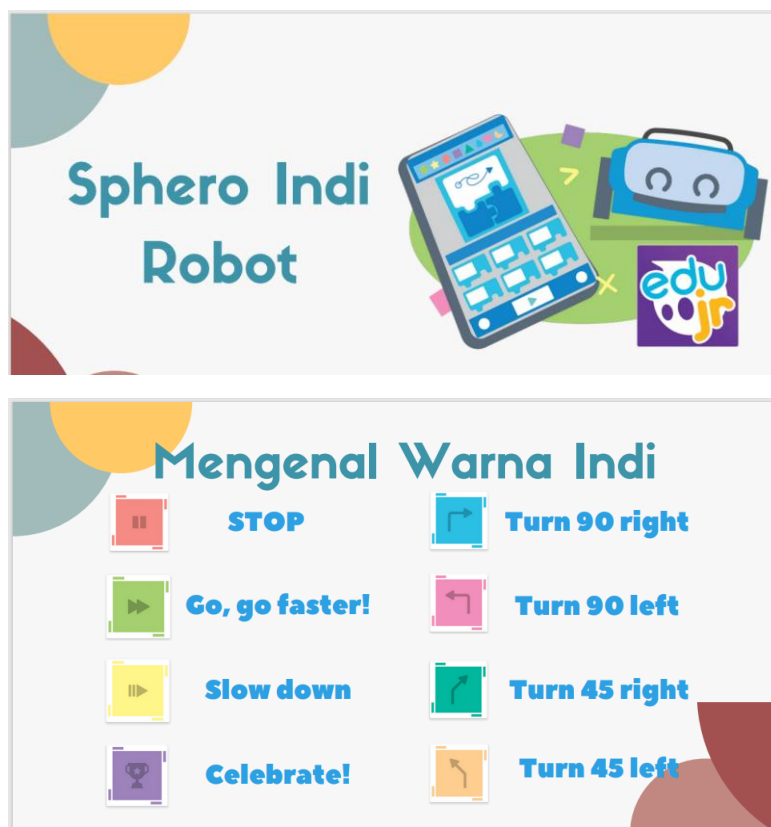 Sphero Indi
Robot
edu
jr
Mengenal Warna Indi
STOP
Turn 90 right
Go, go faster!
Turn 90 left
Slow down
Turn 45 right
Celebrate!
Turn 45 left